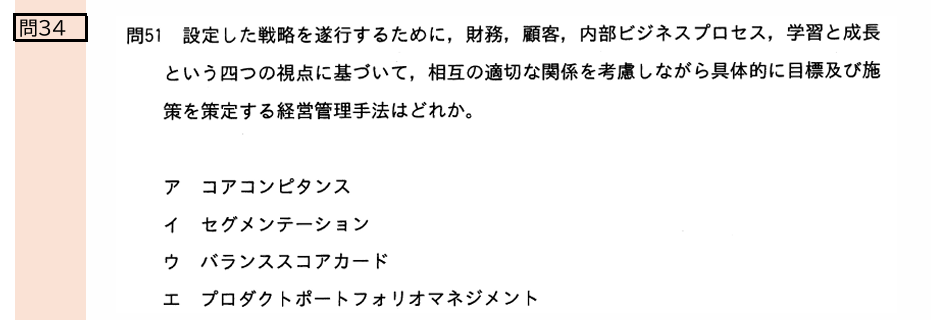 問34
問51 設定した戦略を遂行するために，財務，顧客，内部ビジネスプロセス，学習と成長
という四つの視点に基づいて，相互の適切な関係を考慮しながら具体的に目標及び施
策を策定する経営管理手法はどれか。
ア コアコンピタンス
イ セグメンテーション
ウ バランススコアカード
エ プロダクトポートフォリオマネジメント